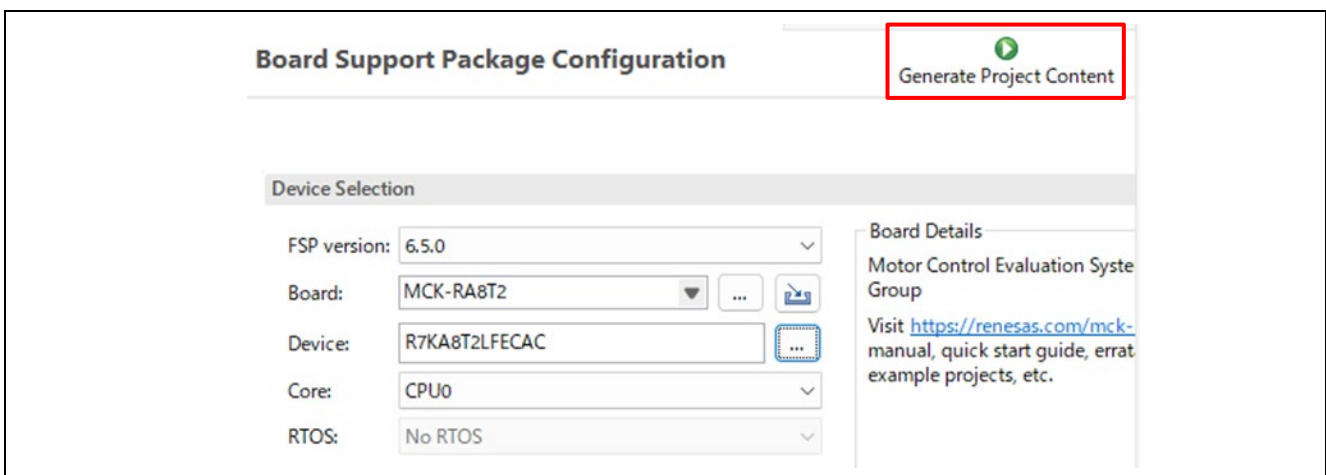 Board Support Package Configuration
Generate Project Content
Device Selection
FSP version: 6.5.0
Board: MCK-RA8T2 ...
Device: R7KA8T2LFECAC ...
Core: CPU0
RTOS: No RTOS
Board Details
Motor Control Evaluation Syste
Group
Visit https://renesas.com/mck-
manual, quick start guide, errat
example projects, etc.